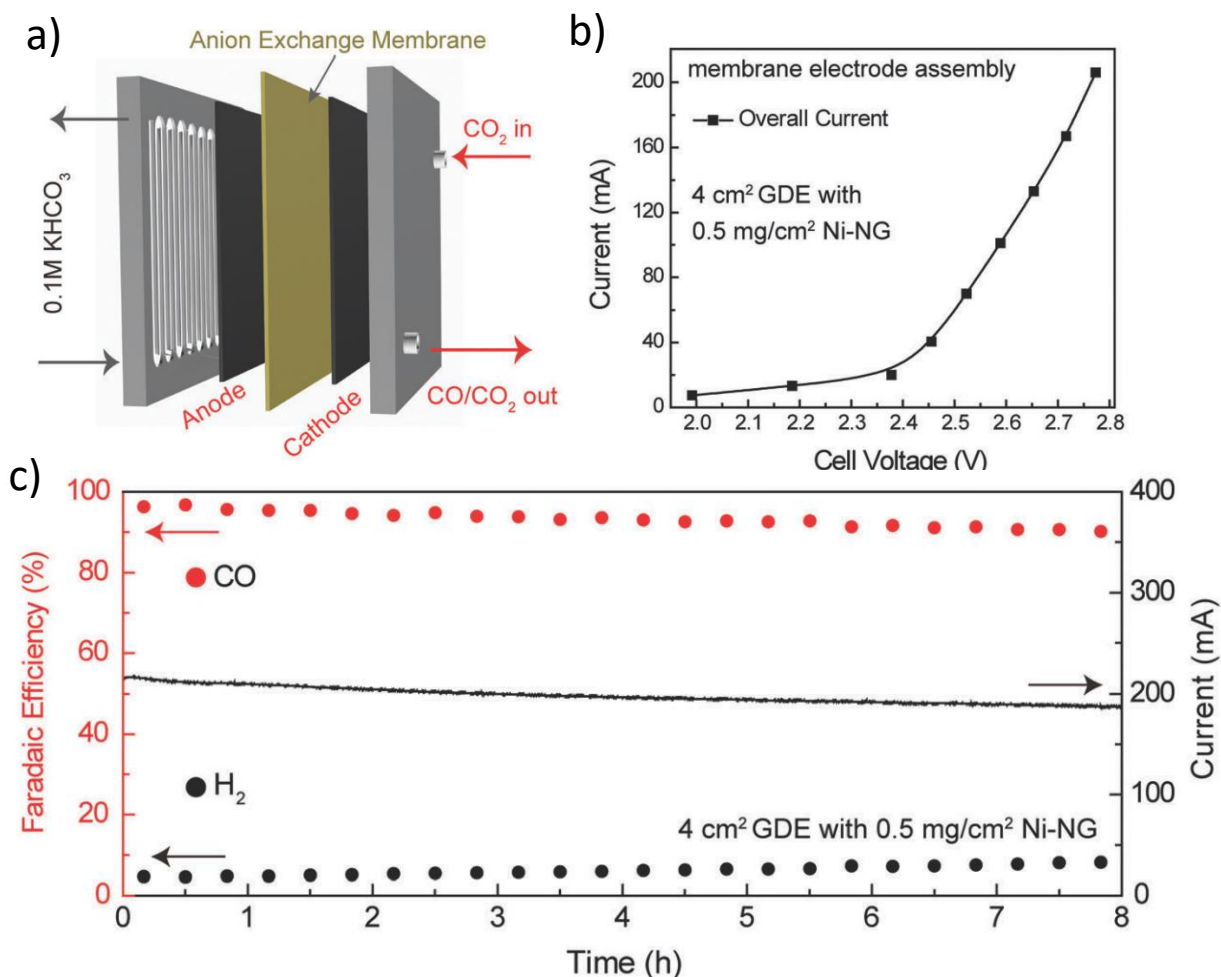 a)
Anion Exchange Membrane
CO₂ in
0.1M KHCO₃
Anode
Cathode
CO/CO₂ out
b)
membrane electrode assembly
Overall Current
4 cm² GDE with
0.5 mg/cm² Ni-NG
Current (mA)
200
160
120
80
40
0
2.0 2.1 2.2 2.3 2.4 2.5 2.6 2.7 2.8
Cell Voltage (V)
c)
Faradaic Efficiency (%)
100
80
60
40
20
0
CO
H₂
4 cm² GDE with 0.5 mg/cm² Ni-NG
400
300
200
100
0
Current (mA)
0 1 2 3 4 5 6 7 8
Time (h)